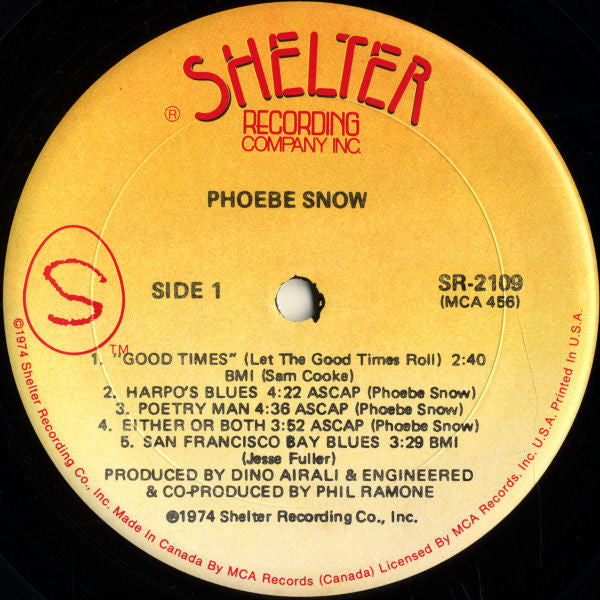 SHELTER
RECORDING
COMPANY INC.
®
PHOEBE SNOW
S
TM
SIDE 1
SR-2109
(MCA 456)
1. "GOOD TIMES" (Let The Good Times Roll) 2:40
BMI (Sam Cooke)
2. HARPO'S BLUES 4:22 ASCAP (Phoebe Snow)
3. POETRY MAN 4:36 ASCAP (Phoebe Snow)
4. EITHER OR BOTH 3:52 ASCAP (Phoebe Snow)
5. SAN FRANCISCO BAY BLUES 3:29 BMI
(Jesse Fuller)
PRODUCED BY DINO AIRALI & ENGINEERED
& CO-PRODUCED BY PHIL RAMONE
℗1974 Shelter Recording Co., Inc.
©1974 Shelter Recording Co., Inc. Made In Canada By MCA Records (Canada) Licensed By MCA Records, Inc. U.S.A. Printed In U.S.A.